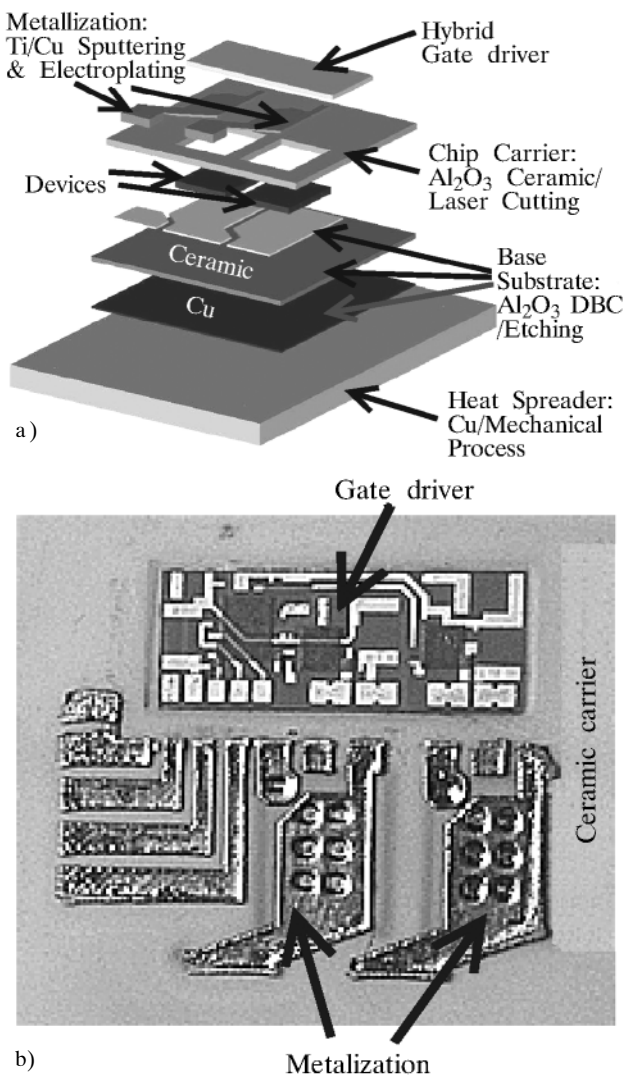 Metallization:
Ti/Cu Sputtering
& Electroplating
Hybrid
Gate driver
Chip Carrier:
Al2O3 Ceramic/
Laser Cutting
Devices
Ceramic
Cu
Base
Substrate:
Al2O3 DBC
/Etching
Heat Spreader:
Cu/Mechanical
Process
a)
Gate driver
Ceramic carrier
b)
Metalization